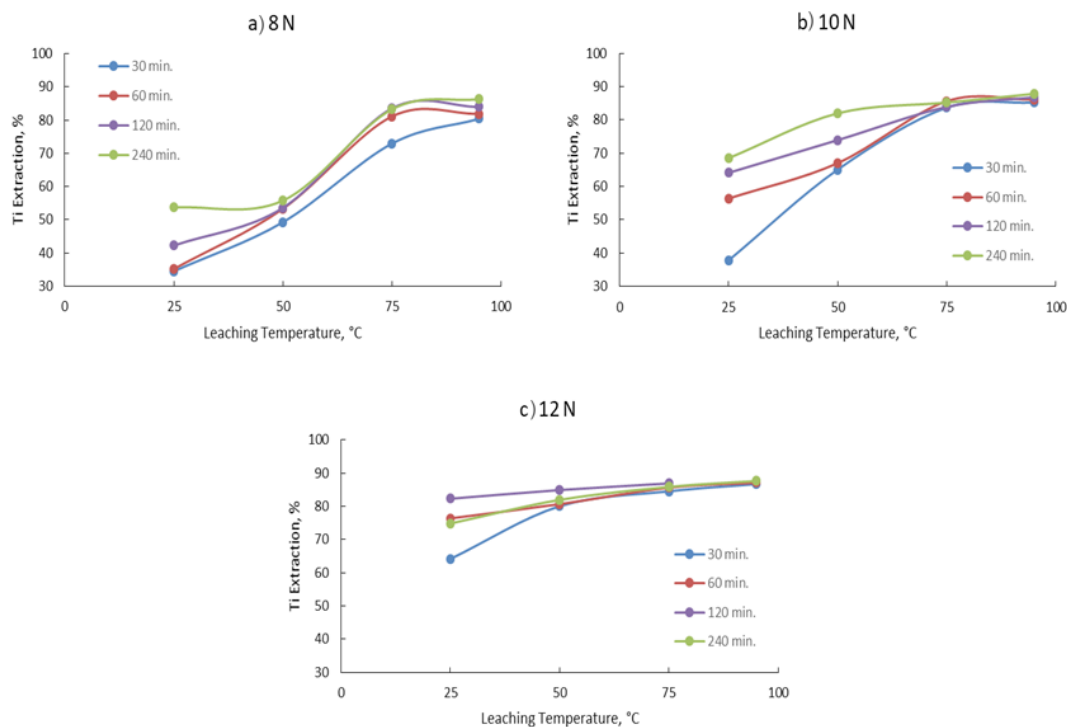 a) 8 N
100
90
80
70
60
50
40
30
Ti Extraction, %
30 min.
60 min.
120 min.
240 min.
0 25 50 75 100
Leaching Temperature, °C
b) 10 N
100
90
80
70
60
50
40
30
Ti Extraction, %
30 min.
60 min.
120 min.
240 min.
0 25 50 75 100
Leaching Temperature, °C
c) 12 N
100
90
80
70
60
50
40
30
Ti Extraction, %
30 min.
60 min.
120 min.
240 min.
0 25 50 75 100
Leaching Temperature, °C